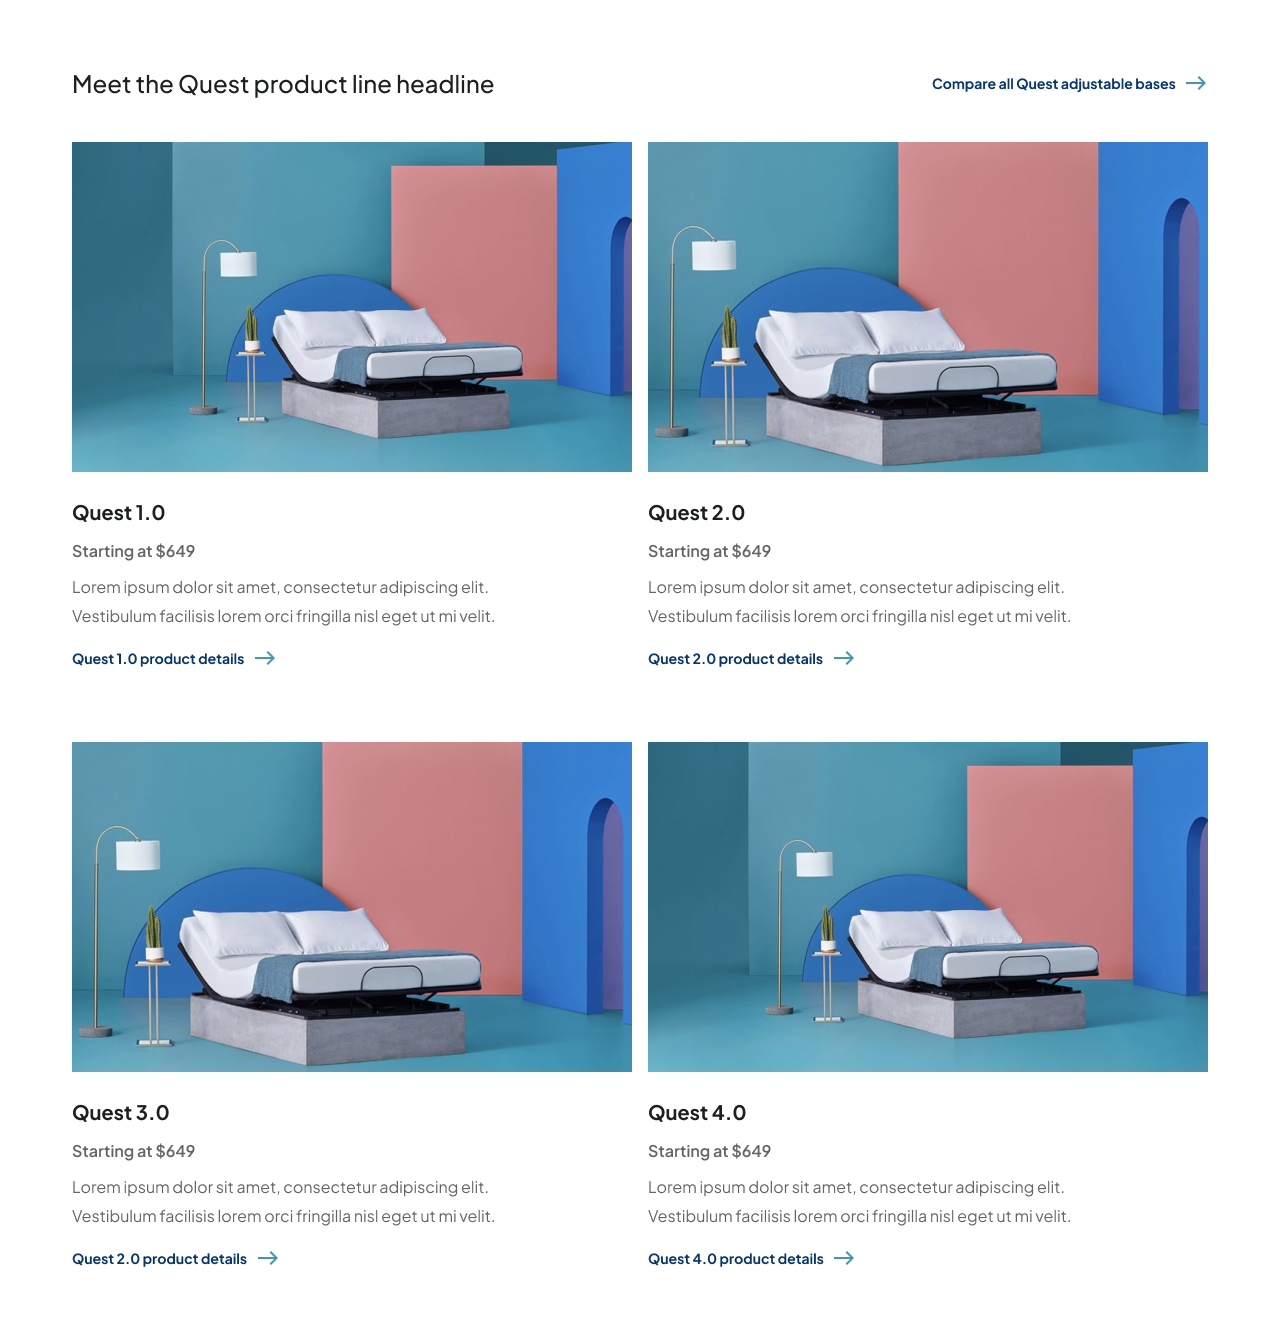 Meet the Quest product line headline
Compare all Quest adjustable bases
Quest 1.0
Starting at $649
Lorem ipsum dolor sit amet, consectetur adipiscing elit.
Vestibulum facilisis lorem orci fringilla nisl eget ut mi velit.
Quest 1.0 product details
Quest 2.0
Starting at $649
Lorem ipsum dolor sit amet, consectetur adipiscing elit.
Vestibulum facilisis lorem orci fringilla nisl eget ut mi velit.
Quest 2.0 product details
Quest 3.0
Starting at $649
Lorem ipsum dolor sit amet, consectetur adipiscing elit.
Vestibulum facilisis lorem orci fringilla nisl eget ut mi velit.
Quest 2.0 product details
Quest 4.0
Starting at $649
Lorem ipsum dolor sit amet, consectetur adipiscing elit.
Vestibulum facilisis lorem orci fringilla nisl eget ut mi velit.
Quest 4.0 product details